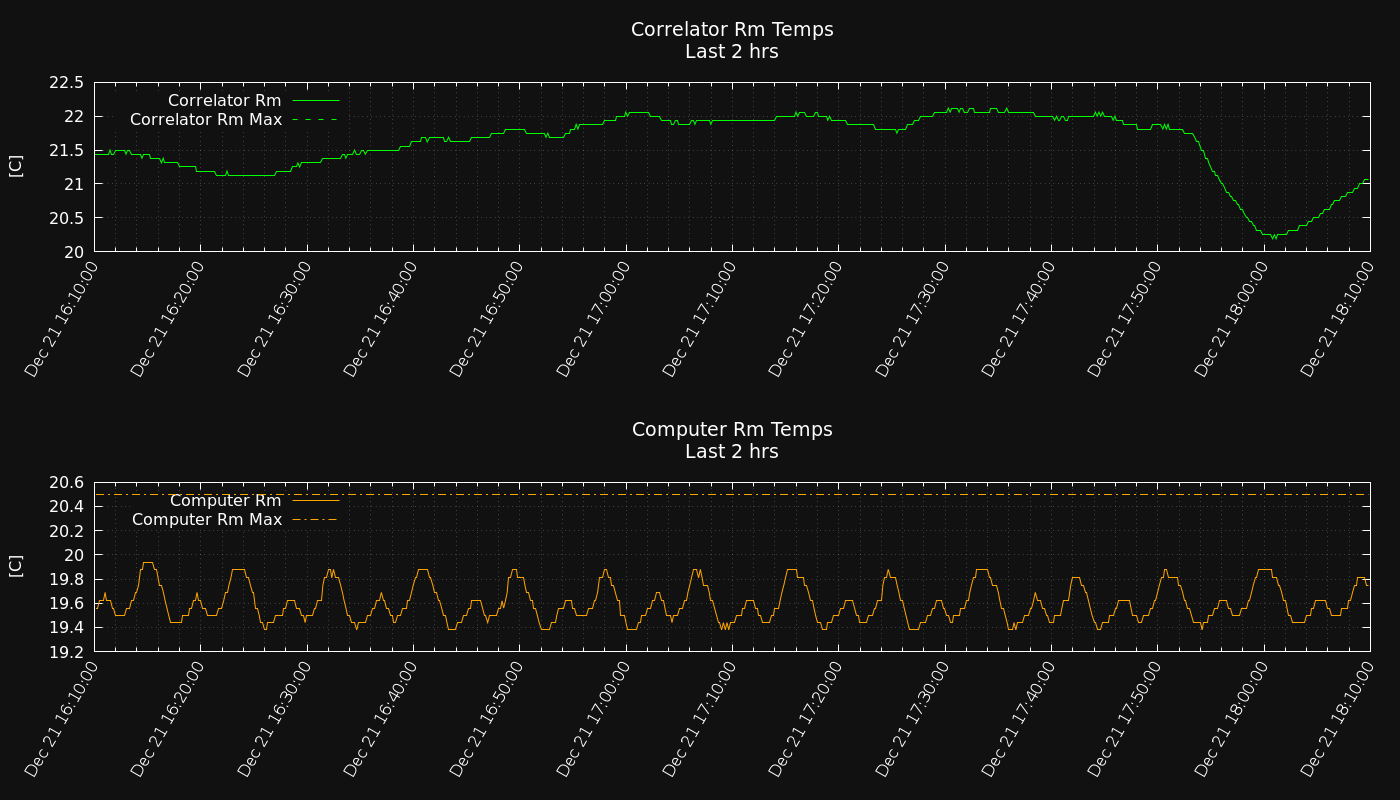 Correlator Rm Temps
Last 2 hrs
22.5
22
21.5
21
20.5
20
[C]
Correlator Rm
Correlator Rm Max
Dec 21 16:10:00
Dec 21 16:20:00
Dec 21 16:30:00
Dec 21 16:40:00
Dec 21 16:50:00
Dec 21 17:00:00
Dec 21 17:10:00
Dec 21 17:20:00
Dec 21 17:30:00
Dec 21 17:40:00
Dec 21 17:50:00
Dec 21 18:00:00
Dec 21 18:10:00
Computer Rm Temps
Last 2 hrs
20.6
20.4
20.2
20
19.8
19.6
19.4
19.2
[C]
Computer Rm
Computer Rm Max
Dec 21 16:10:00
Dec 21 16:20:00
Dec 21 16:30:00
Dec 21 16:40:00
Dec 21 16:50:00
Dec 21 17:00:00
Dec 21 17:10:00
Dec 21 17:20:00
Dec 21 17:30:00
Dec 21 17:40:00
Dec 21 17:50:00
Dec 21 18:00:00
Dec 21 18:10:00